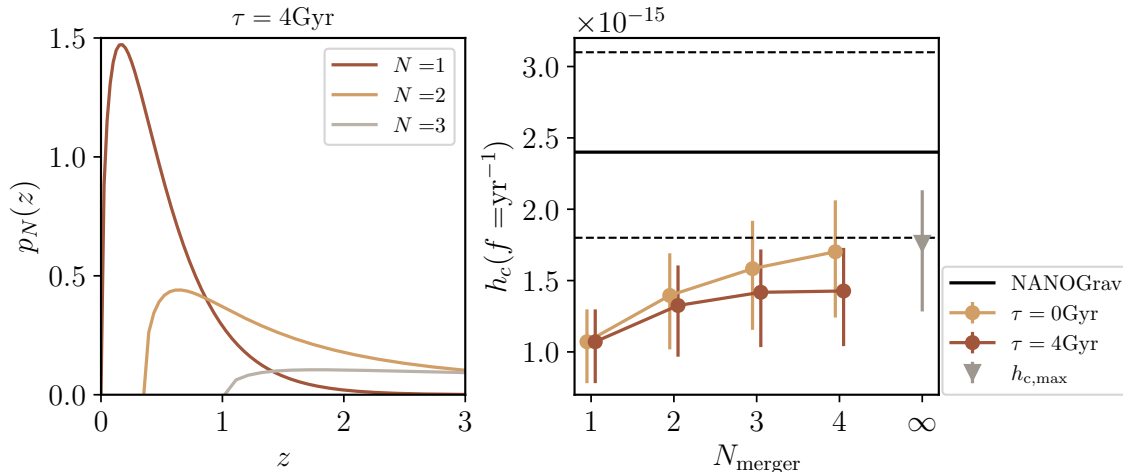 τ = 4Gyr
1.5
1.0
0.5
0.0
p_N(z)
0 1 2 3
z
N =1
N =2
N =3
×10⁻¹⁵
3.0
2.5
2.0
1.5
1.0
h_c(f =yr⁻¹)
1 2 3 4 ∞
N_merger
NANOGrav
τ = 0Gyr
τ = 4Gyr
h_c,max